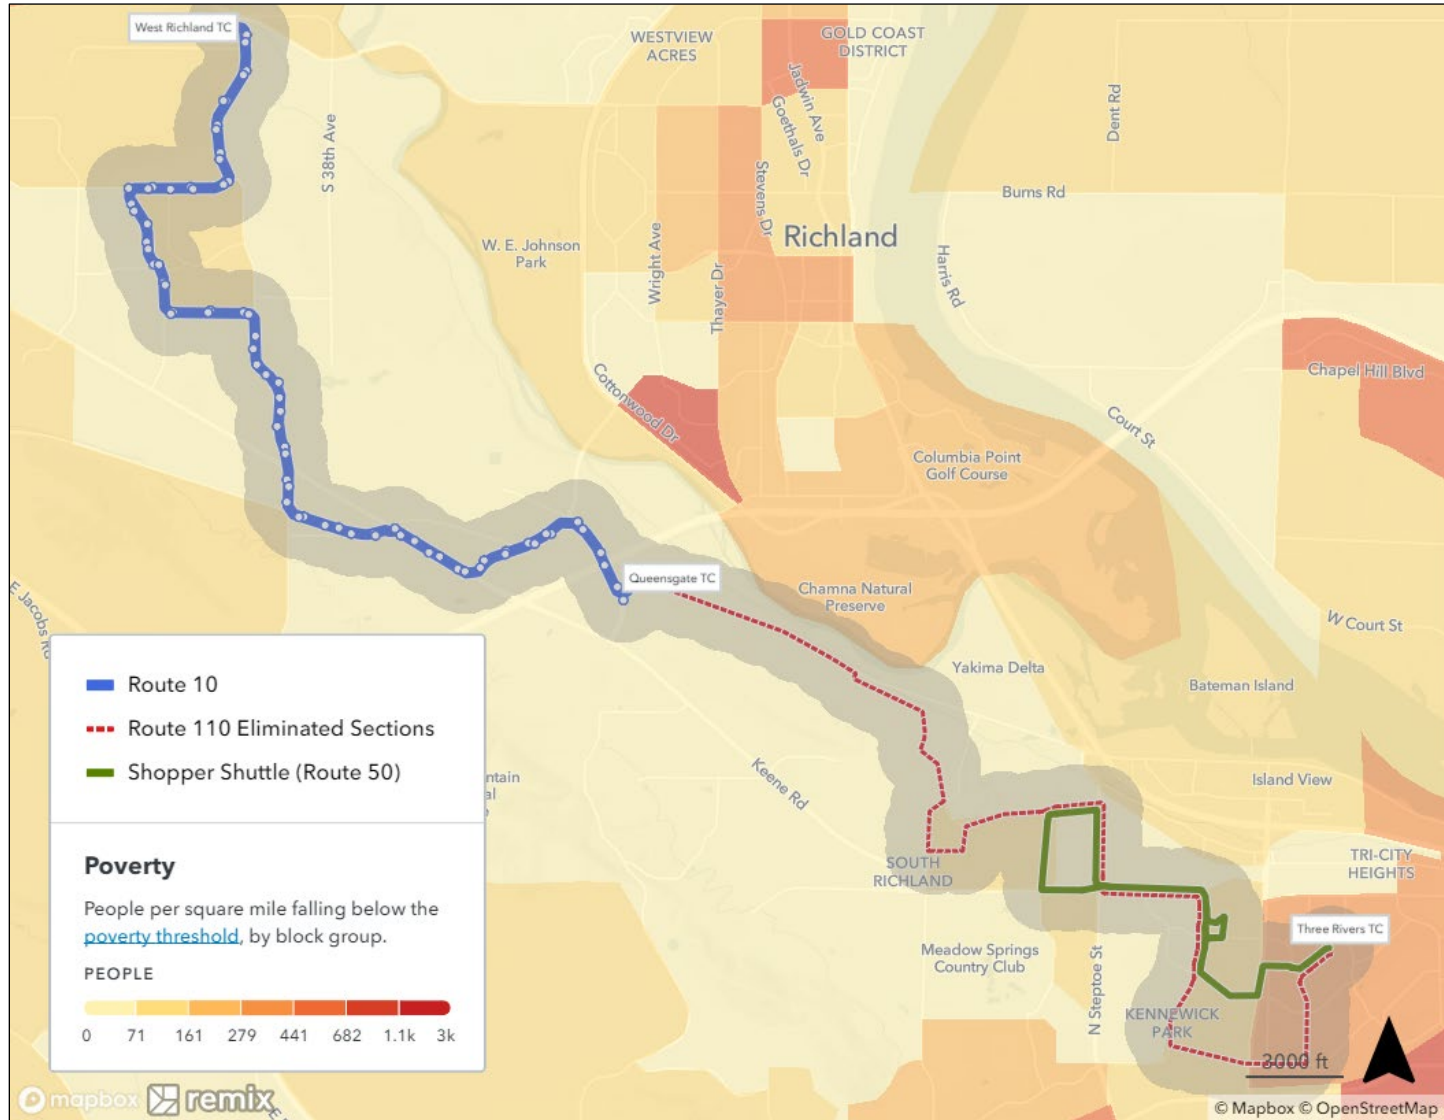 West Richland TC
WESTVIEW
ACRES
GOLD COAST
DISTRICT
Jadwin Ave
Goethals Dr
Stevens Dr
Dent Rd
S 38th Ave
Burns Rd
W. E. Johnson
Park
Wright Ave
Thayer Dr
Richland
Harris Rd
Cottonwood Dr
Chapel Hill Blvd
Court St
Columbia Point
Golf Course
Queensgate TC
Chamna Natural
Preserve
W Court St
E Jacobs Rd
Yakima Delta
Bateman Island
Keene Rd
Island View
SOUTH
RICHLAND
TRI-CITY
HEIGHTS
Three Rivers TC
Meadow Springs
Country Club
N Steptoe St
KENNEWICK
PARK
3000 ft
Route 10
Route 110 Eliminated Sections
Shopper Shuttle (Route 50)
ntain
al
Poverty
People per square mile falling below the
poverty threshold, by block group.
PEOPLE
0 71 161 279 441 682 1.1k 3k
mapbox remix
© Mapbox © OpenStreetMap